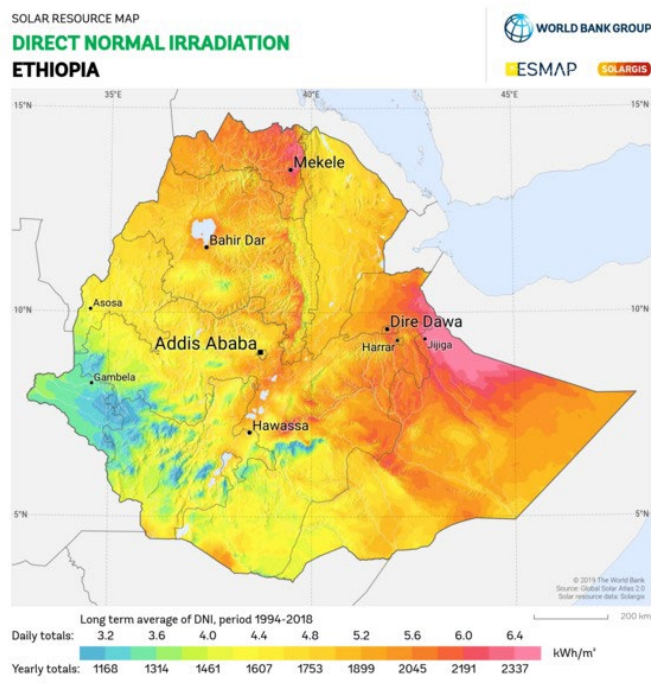 SOLAR RESOURCE MAP
DIRECT NORMAL IRRADIATION
ETHIOPIA
WORLD BANK GROUP
ESMAP
SOLARGIS
35°E 40°E 45°E
15°N 15°N
Mekele
Bahir Dar
Asosa
10°N 10°N
Dire Dawa
Addis Ababa
Harrar
Jijiga
Gambela
Hawassa
5°N 5°N
© 2019 The World Bank
Source: Global Solar Atlas 2.0
Solar resource data: Solargis
200 km
Long term average of DNI, period 1994-2018
Daily totals: 3.2 3.6 4.0 4.4 4.8 5.2 5.6 6.0 6.4
kWh/m²
Yearly totals: 1168 1314 1461 1607 1753 1899 2045 2191 2337